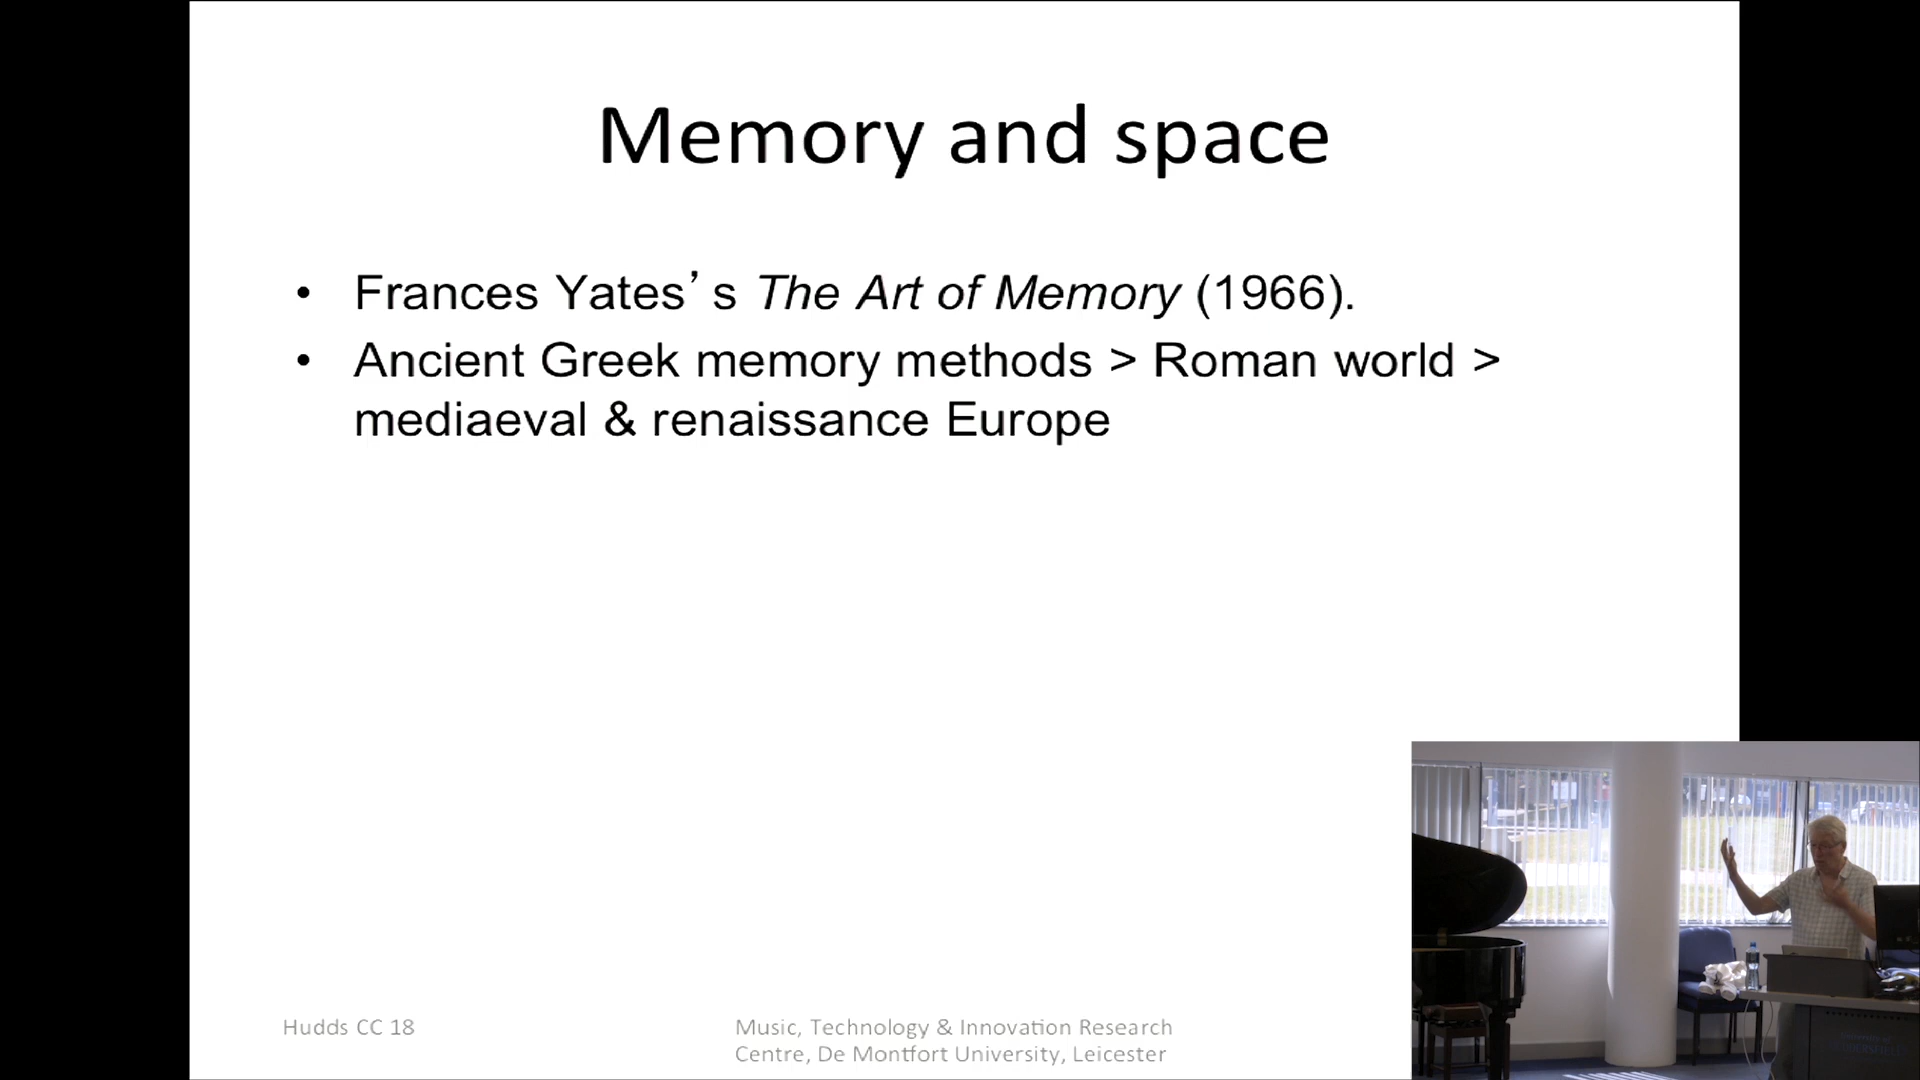 Memory and space
• Frances Yates’s The Art of Memory (1966).
• Ancient Greek memory methods > Roman world >
mediaeval & renaissance Europe
Hudds CC 18
Music, Technology & Innovation Research
Centre, De Montfort University, Leicester